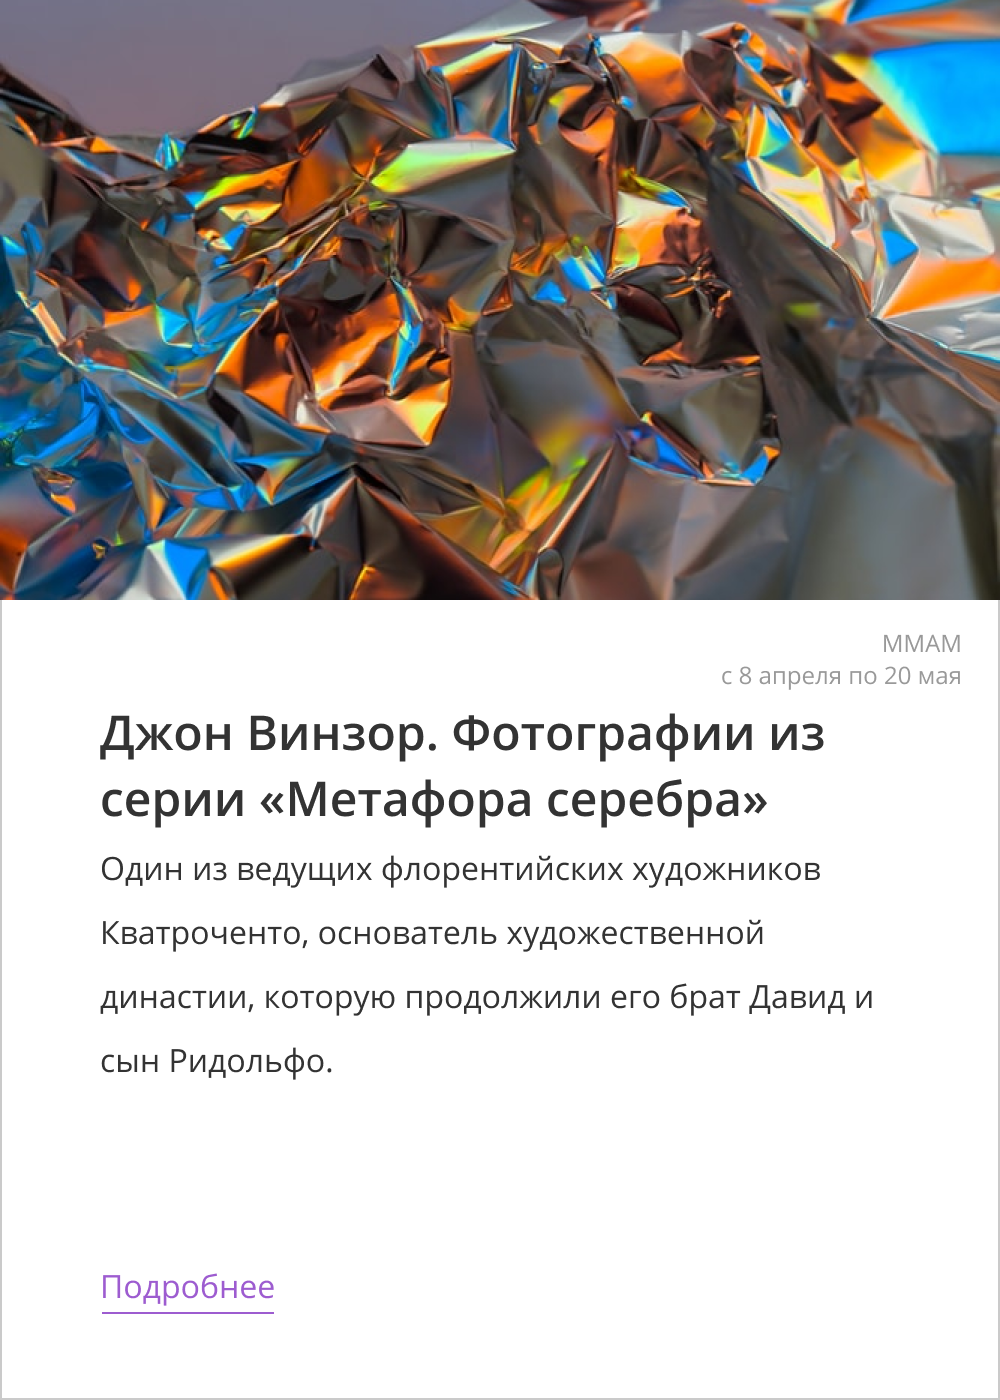 ММАМ
с 8 апреля по 20 мая
Джон Винзор. Фотографии из
серии «Метафора серебра»
Один из ведущих флорентийских художников
Кватроченто, основатель художественной
династии, которую продолжили его брат Давид и
сын Ридольфо.
Подробнее